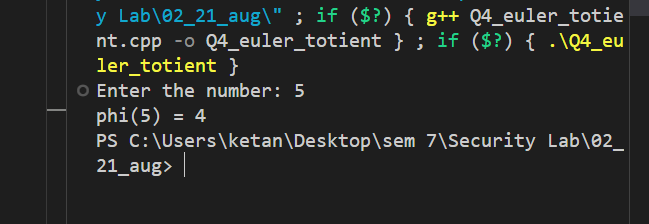 y Lab\02_21_aug\" ; if ($?) { g++ Q4_euler_totie
nt.cpp -o Q4_euler_totient } ; if ($?) { .\Q4_eu
ler_totient }
Enter the number: 5
phi(5) = 4
PS C:\Users\ketan\Desktop\sem 7\Security Lab\02_
21_aug>